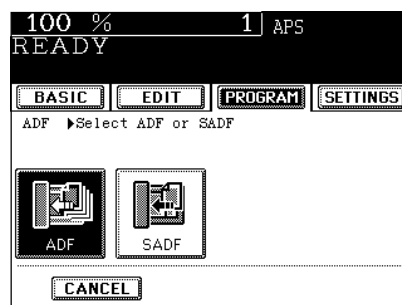 100 % 1 APS
READY
BASIC EDIT PROGRAM SETTINGS
ADF ▶Select ADF or SADF
ADF SADF
CANCEL